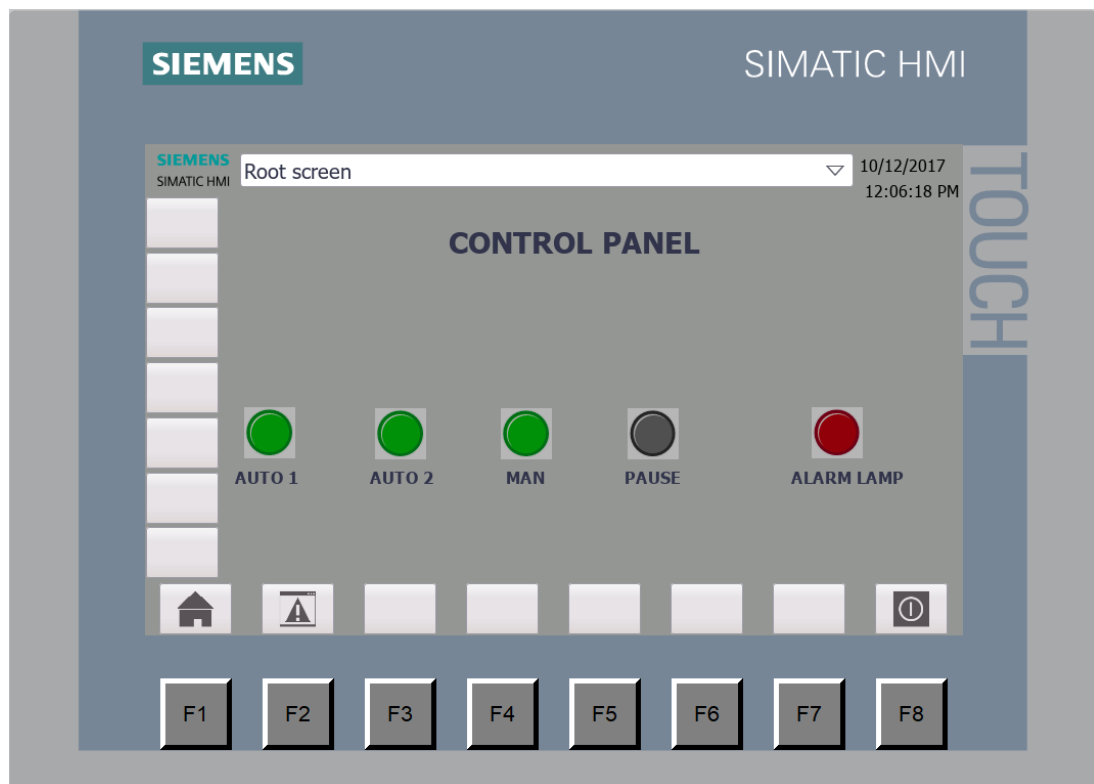 SIEMENS
SIMATIC HMI
SIEMENS
SIMATIC HMI
Root screen
10/12/2017
12:06:18 PM
TOUCH
CONTROL PANEL
AUTO 1
AUTO 2
MAN
PAUSE
ALARM LAMP
F1
F2
F3
F4
F5
F6
F7
F8